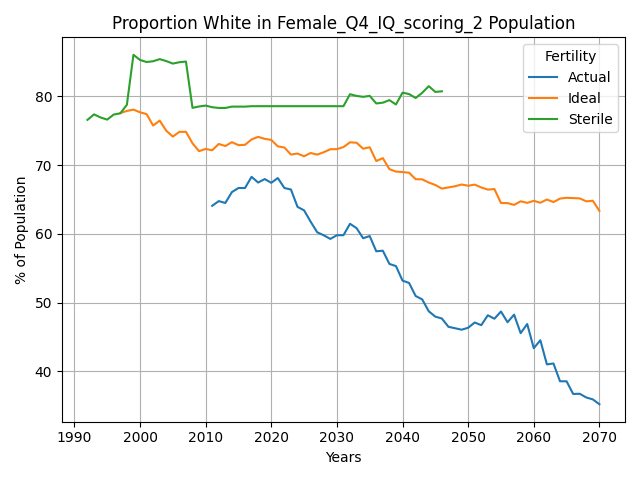 Proportion White in Female_Q4_IQ_scoring_2 Population
Fertility
Actual
Ideal
Sterile
% of Population
80
70
60
50
40
1990 2000 2010 2020 2030 2040 2050 2060 2070
Years